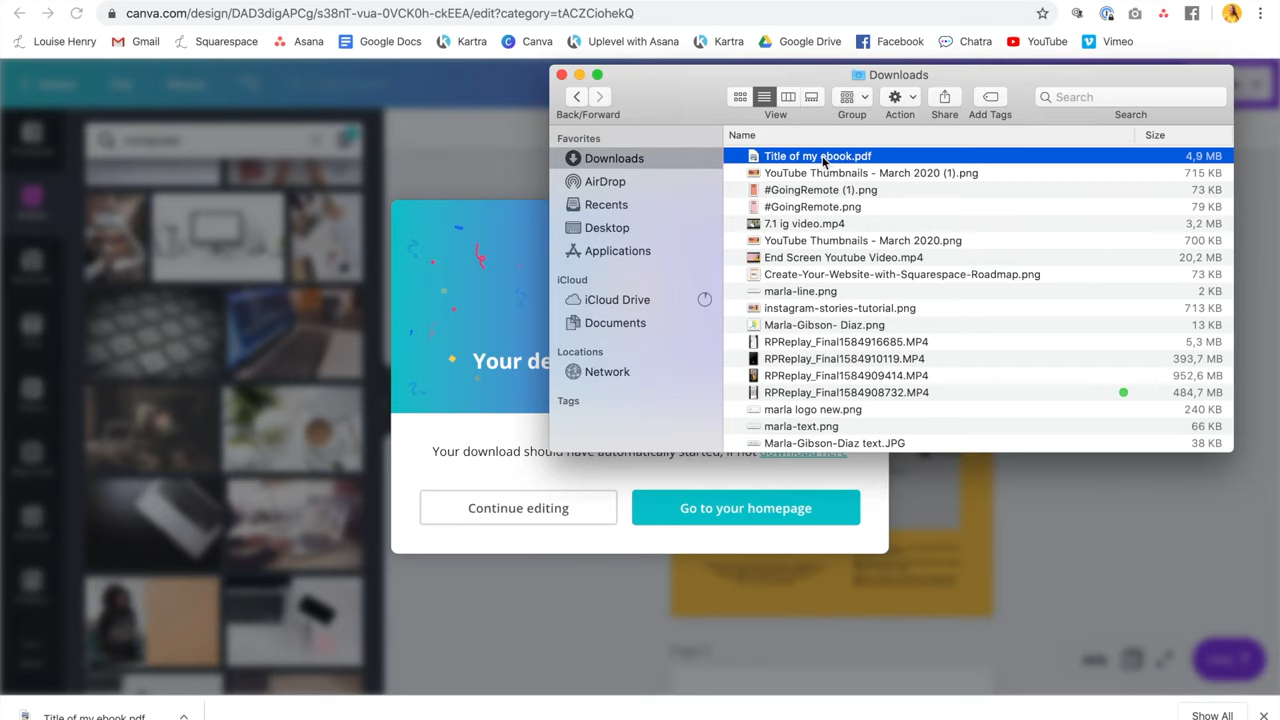 canva.com/design/DAD3digAPCg/s38nT-vua-0VCK0h-ckEEA/edit?category=tACZCiohekQ
Louise Henry Gmail Squarespace Asana Google Docs Kartra Canva Uplevel with Asana Kartra Google Drive Facebook Chatra YouTube Vimeo
Downloads
Search
Back/Forward View Group Action Share Add Tags Search
Favorites
Downloads
AirDrop
Recents
Desktop
Applications
iCloud
iCloud Drive
Documents
Locations
Network
Tags
Name Size
Title of my ebook.pdf 4,9 MB
YouTube Thumbnails - March 2020 (1).png 715 KB
#GoingRemote (1).png 73 KB
#GoingRemote.png 79 KB
7.1 ig video.mp4 3,2 MB
YouTube Thumbnails - March 2020.png 700 KB
End Screen Youtube Video.mp4 20,2 MB
Create-Your-Website-with-Squarespace-Roadmap.png 73 KB
marla-line.png 2 KB
instagram-stories-tutorial.png 713 KB
Marla-Gibson- Diaz.png 13 KB
RPReplay_Final1584916685.MP4 5,3 MB
RPReplay_Final1584910119.MP4 393,7 MB
RPReplay_Final1584909414.MP4 952,6 MB
RPReplay_Final1584908732.MP4 484,7 MB
marla logo new.png 240 KB
marla-text.png 66 KB
Marla-Gibson-Diaz text.JPG 38 KB
Your de
Your download should have automatically started, if not download here
Continue editing
Go to your homepage
Title of my ebook.pdf
Show All